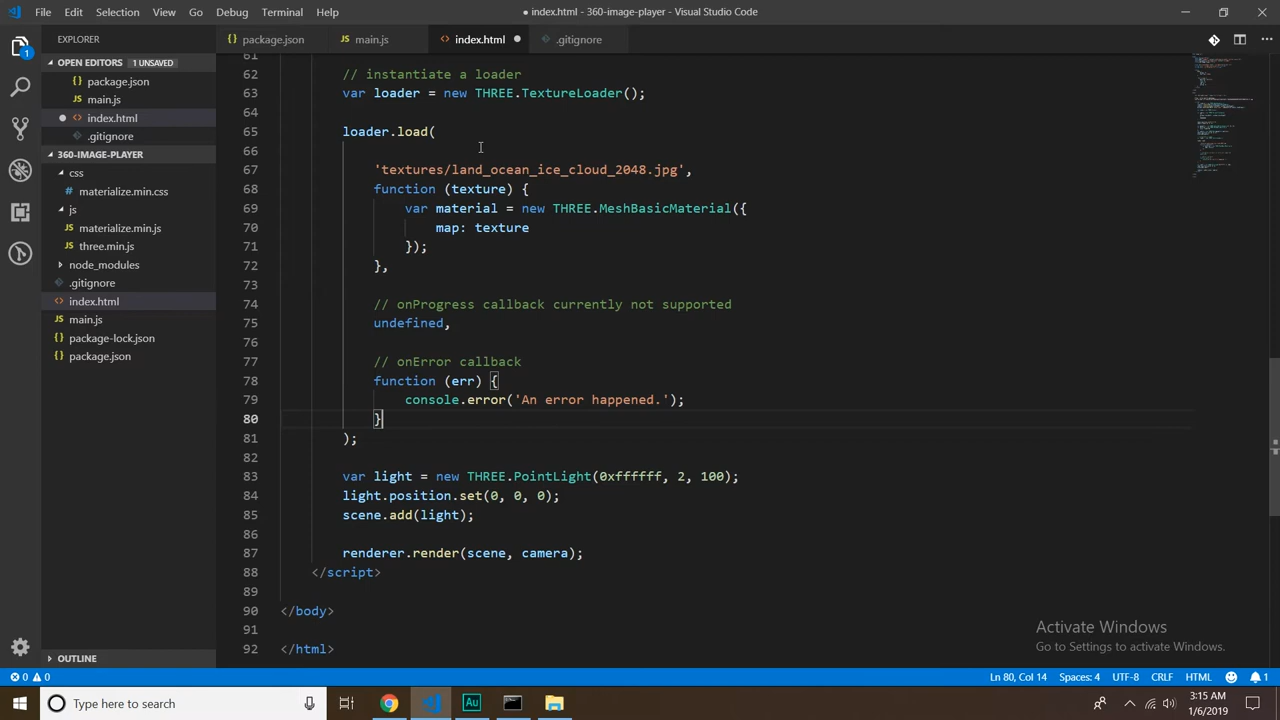 File Edit Selection View Go Debug Terminal Help
● index.html - 360-image-player - Visual Studio Code
EXPLORER
OPEN EDITORS 1 UNSAVED
{} package.json
JS main.js
<> index.html
.gitignore
360-IMAGE-PLAYER
css
JS materialize.min.css
js
JS materialize.min.js
JS three.min.js
node_modules
.gitignore
<> index.html
JS main.js
{} package-lock.json
{} package.json
OUTLINE
{} package.json JS main.js <> index.html ● .gitignore
61
62 // instantiate a loader
63 var loader = new THREE.TextureLoader();
64
65 loader.load(
66
67 'textures/land_ocean_ice_cloud_2048.jpg',
68 function (texture) {
69 var material = new THREE.MeshBasicMaterial({
70 map: texture
71 });
72 },
73
74 // onProgress callback currently not supported
75 undefined,
76
77 // onError callback
78 function (err) {
79 console.error('An error happened.');
80 }
81 );
82
83 var light = new THREE.PointLight(0xffffff, 2, 100);
84 light.position.set(0, 0, 0);
85 scene.add(light);
86
87 renderer.render(scene, camera);
88 </script>
89
90 </body>
91
92 </html>
Activate Windows
Go to Settings to activate Windows.
0 0 Ln 80, Col 14 Spaces: 4 UTF-8 CRLF HTML 1
Type here to search
Au
3:15 AM
1/6/2019